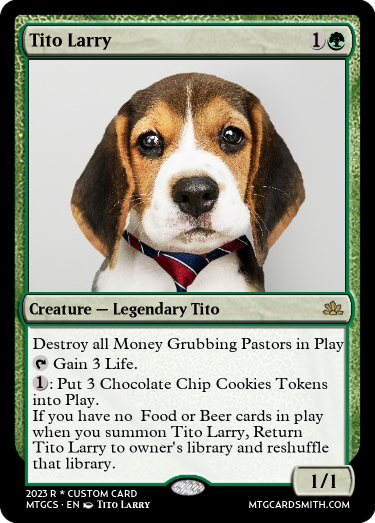 Tito Larry 1
Creature — Legendary Tito
Destroy all Money Grubbing Pastors in Play
Gain 3 Life.
1: Put 3 Chocolate Chip Cookies Tokens
into Play.
If you have no Food or Beer cards in play
when you summon Tito Larry, Return
Tito Larry to owner's library and reshuffle
that library.
1/1
2023 R * CUSTOM CARD
MTGCS · EN Tito Larry MTGCARDSMITH.COM